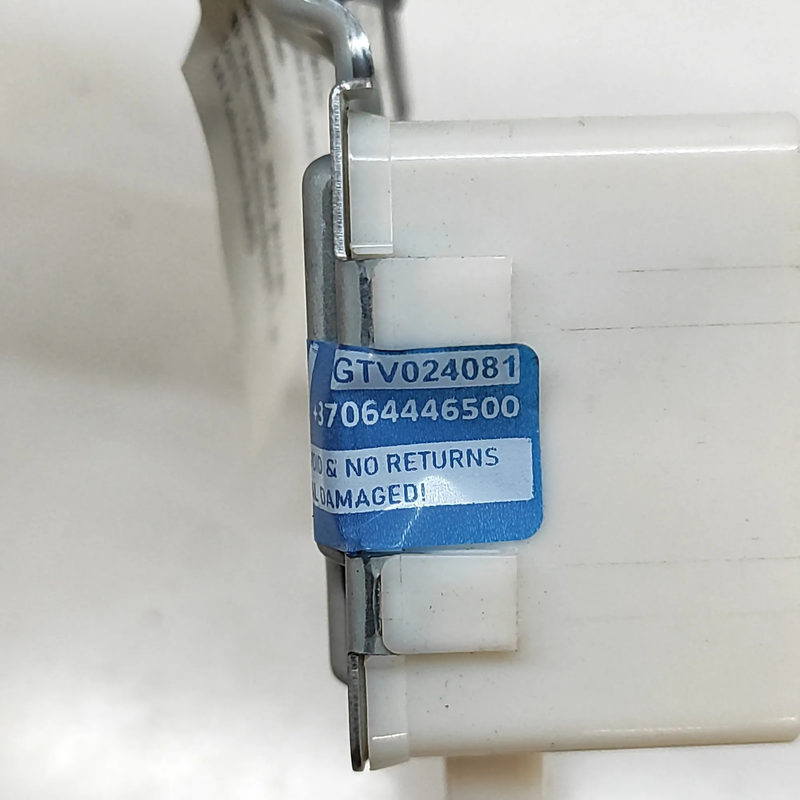 GTV024081
+37064446500
& NO RETURNS
DAMAGED!